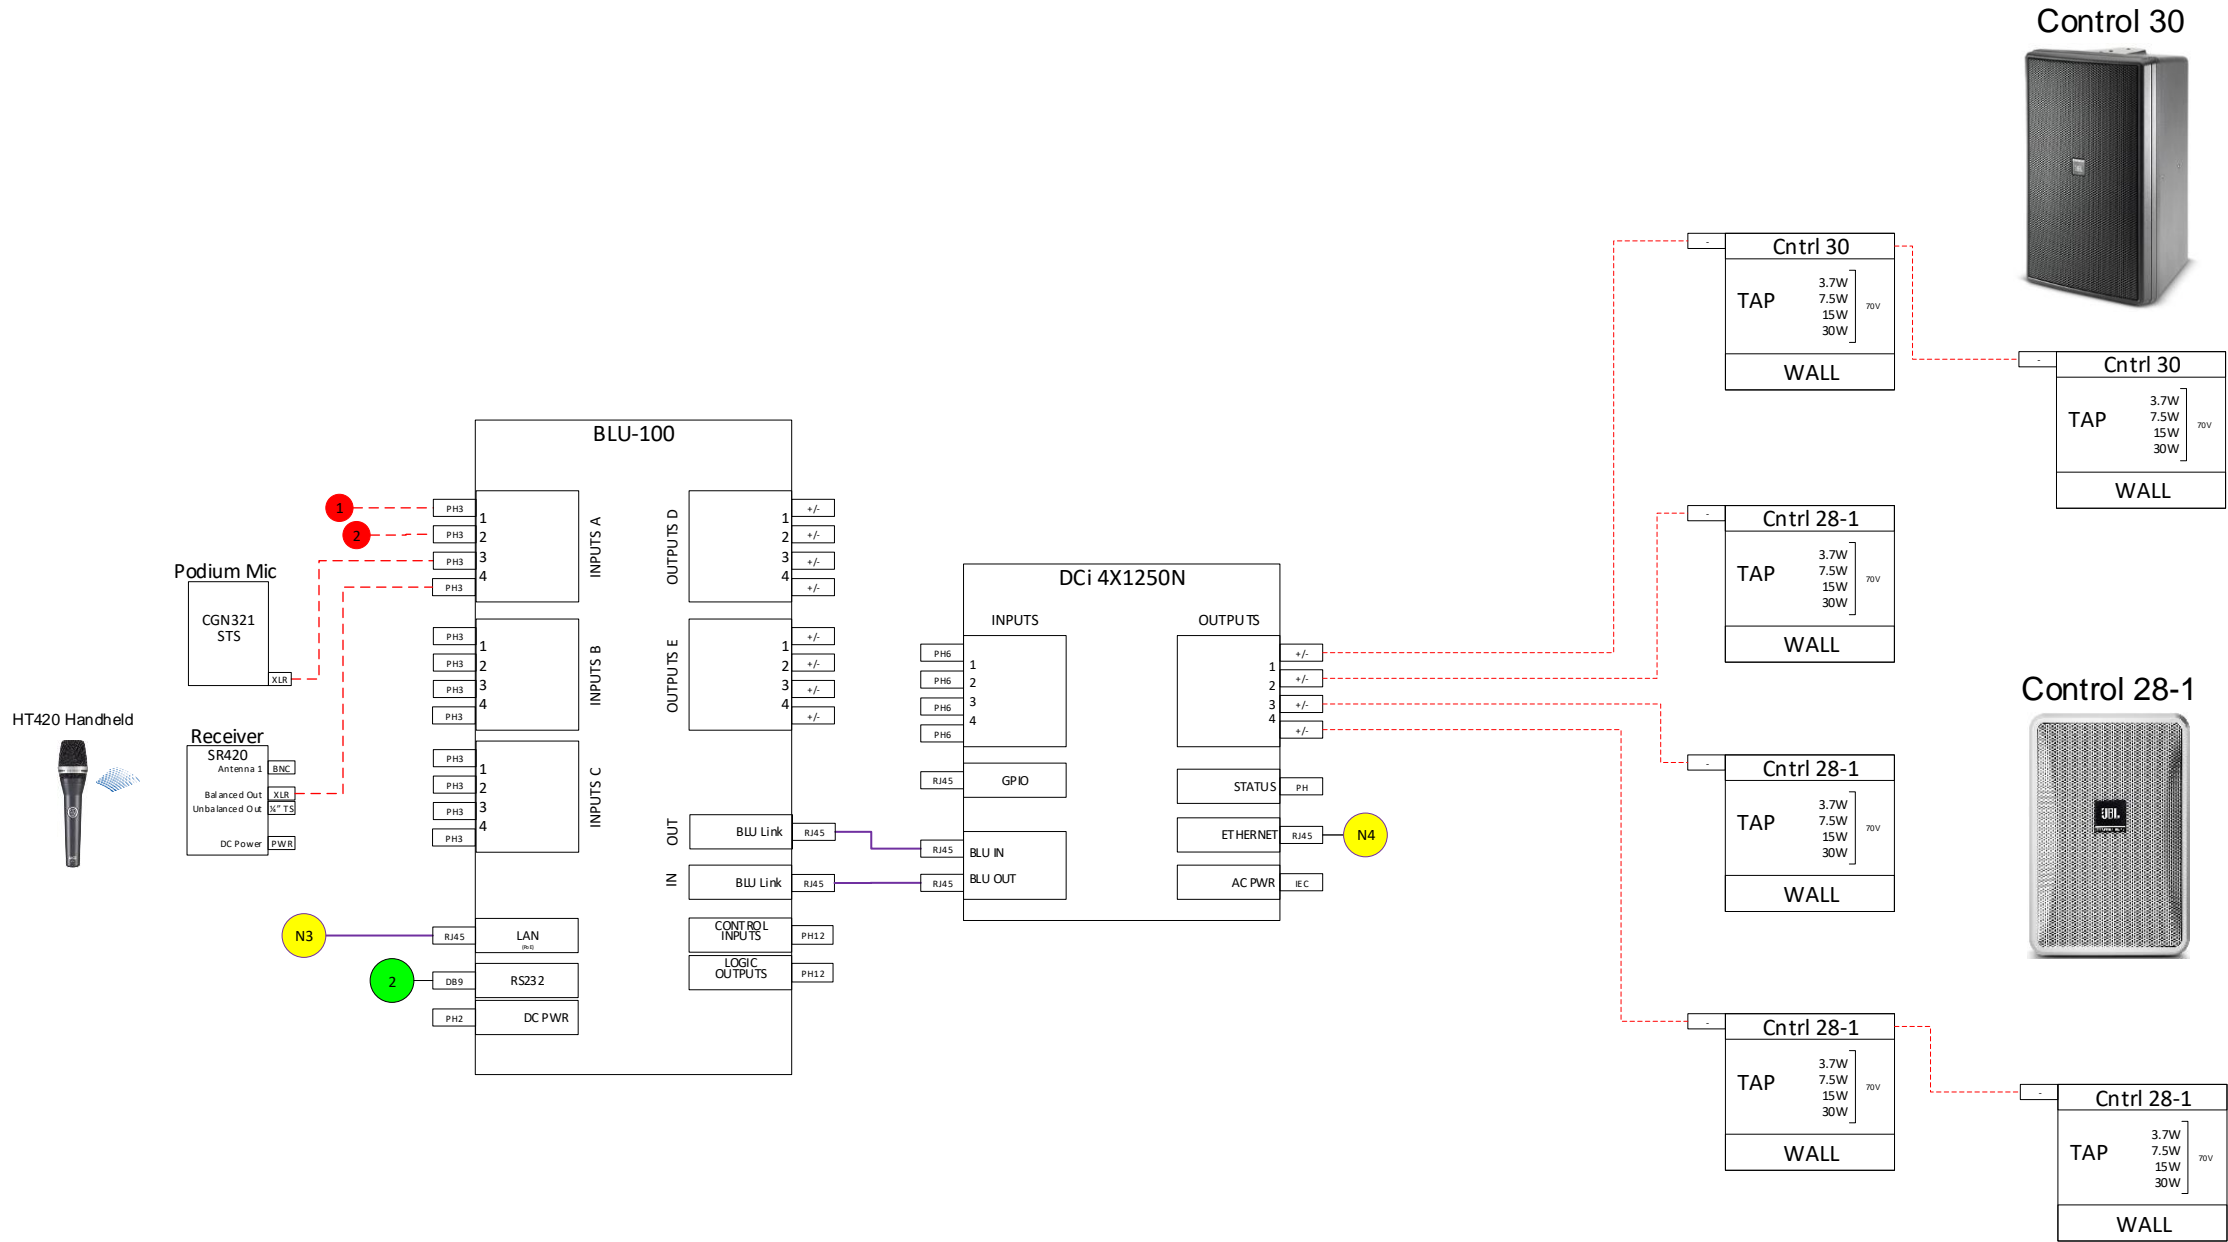 Control 30
Cntrl 30
TAP
3.7W
7.5W
15W
30W
70V
WALL
Cntrl 30
TAP
3.7W
7.5W
15W
30W
70V
WALL
BLU-100
1
2
PH3
PH3
PH3
PH3
1
2
3
4
INPUTS A
OUTPUTS D
1
2
3
4
+/-
+/-
+/-
+/-
Podium Mic
CGN321
STS
XLR
PH3
PH3
PH3
PH3
1
2
3
4
INPUTS B
OUTPUTS E
1
2
3
4
+/-
+/-
+/-
+/-
HT420 Handheld
Receiver
SR420
Antenna 1
BNC
Balanced Out
XLR
Unbalanced Out
¼" TS
DC Power
PWR
PH3
PH3
PH3
PH3
1
2
3
4
INPUTS C
OUT
BLU Link
RJ45
IN
BLU Link
RJ45
N3
RJ45
LAN
(PoE)
CONTROL
INPUTS
PH12
2
DB9
RS232
LOGIC
OUTPUTS
PH12
PH2
DC PWR
DCi 4X1250N
INPUTS
OUTPUTS
PH6
PH6
PH6
PH6
1
2
3
4
1
2
3
4
+/-
+/-
+/-
+/-
RJ45
GPIO
STATUS
PH
ETHERNET
RJ45
N4
RJ45
BLU IN
RJ45
BLU OUT
AC PWR
IEC
Cntrl 28-1
TAP
3.7W
7.5W
15W
30W
70V
WALL
Control 28-1
JBL
Cntrl 28-1
TAP
3.7W
7.5W
15W
30W
70V
WALL
Cntrl 28-1
TAP
3.7W
7.5W
15W
30W
70V
WALL
Cntrl 28-1
TAP
3.7W
7.5W
15W
30W
70V
WALL